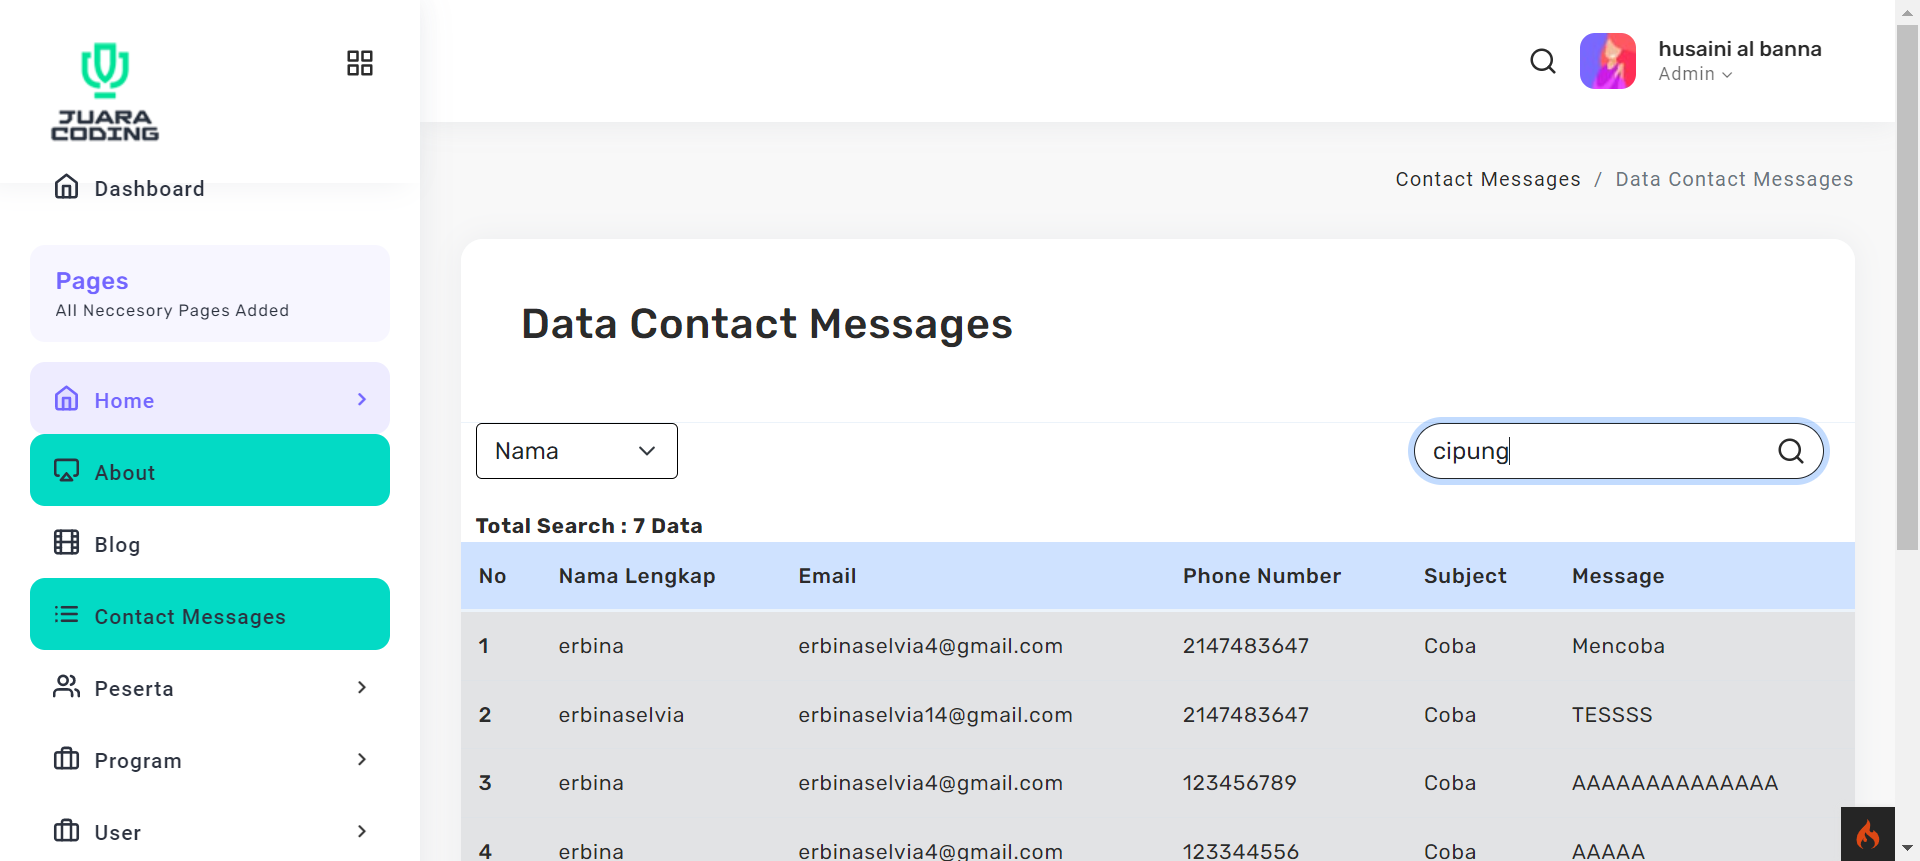 JUARA
CODING
husaini al banna
Admin
Dashboard
Contact Messages / Data Contact Messages
Pages
All Neccesory Pages Added
Data Contact Messages
Home
Nama
cipung
About
Total Search : 7 Data
Blog
No Nama Lengkap Email Phone Number Subject Message
Contact Messages
1 erbina erbinaselvia4@gmail.com 2147483647 Coba Mencoba
Peserta
2 erbinaselvia erbinaselvia14@gmail.com 2147483647 Coba TESSSS
Program
3 erbina erbinaselvia4@gmail.com 123456789 Coba AAAAAAAAAAAAAA
User
4 erbina erbinaselvia4@gmail.com 123344556 Coba AAAAA